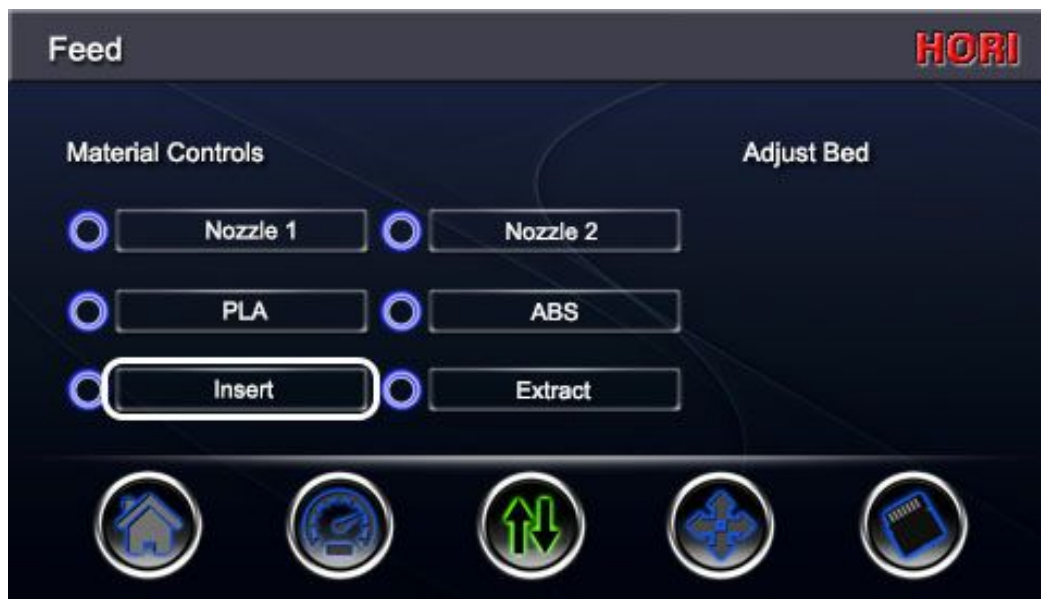 Feed HORI
Material Controls Adjust Bed
Nozzle 1 Nozzle 2
PLA ABS
Insert Extract